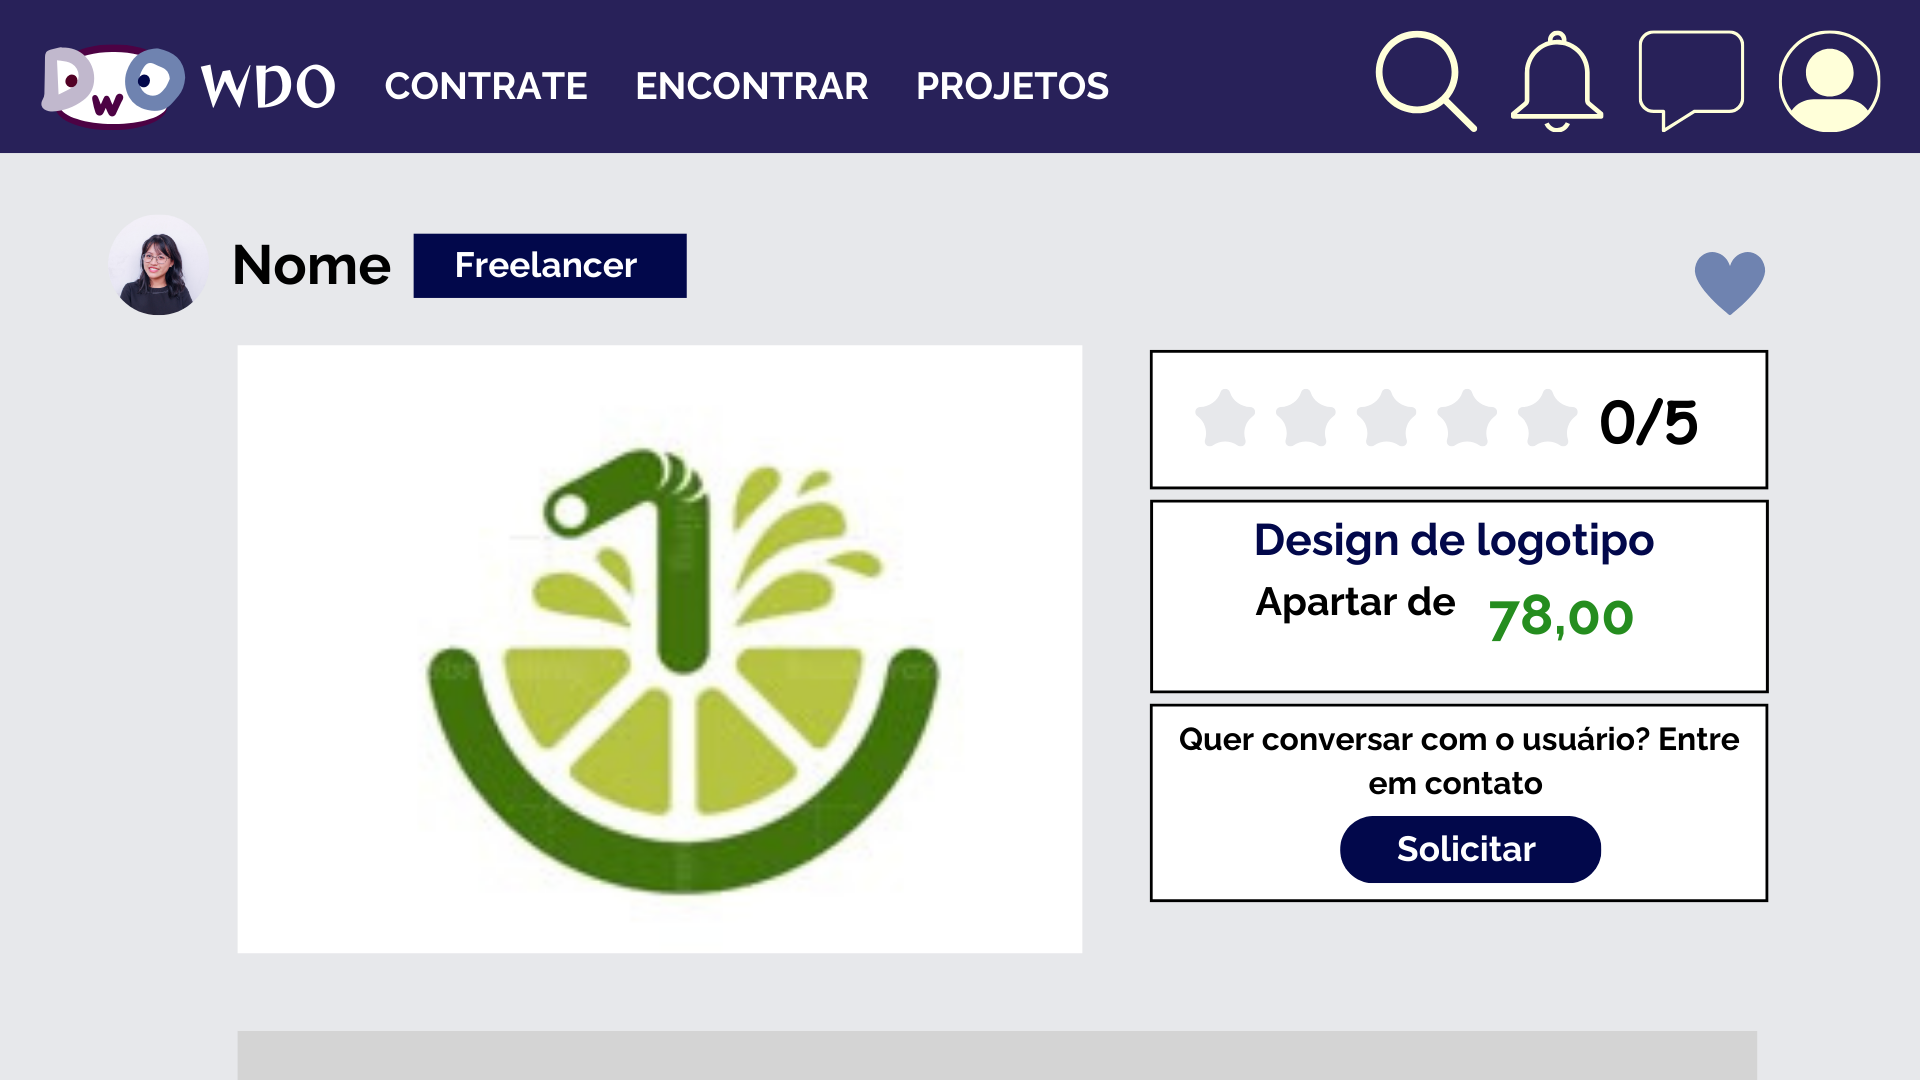 DWO WDO CONTRATE ENCONTRAR PROJETOS
Nome Freelancer
0/5
Design de logotipo
Apartar de 78,00
Quer conversar com o usuário? Entre
em contato
Solicitar